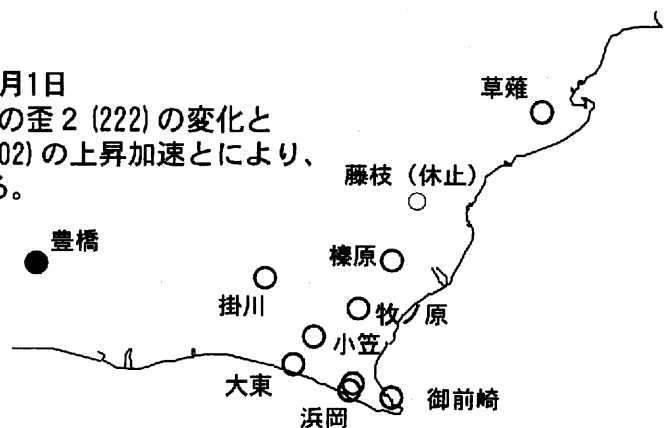 月1日
の歪2(222)の変化と
02)の上昇加速とにより、
る。
草薙
藤枝(休止)
豊橋
榛原
掛川
牧ノ原
小笠
大東
御前崎
浜岡